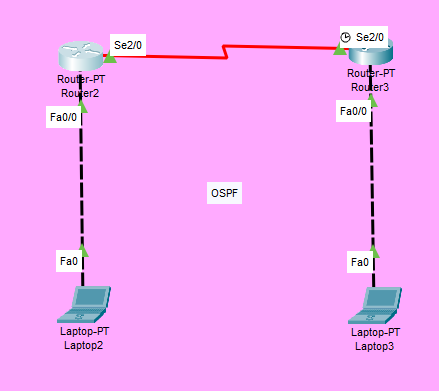 Se2/0
Se2/0
Router-PT
Router2
Router-PT
Router3
Fa0/0
Fa0/0
OSPF
Fa0
Fa0
Laptop-PT
Laptop2
Laptop-PT
Laptop3